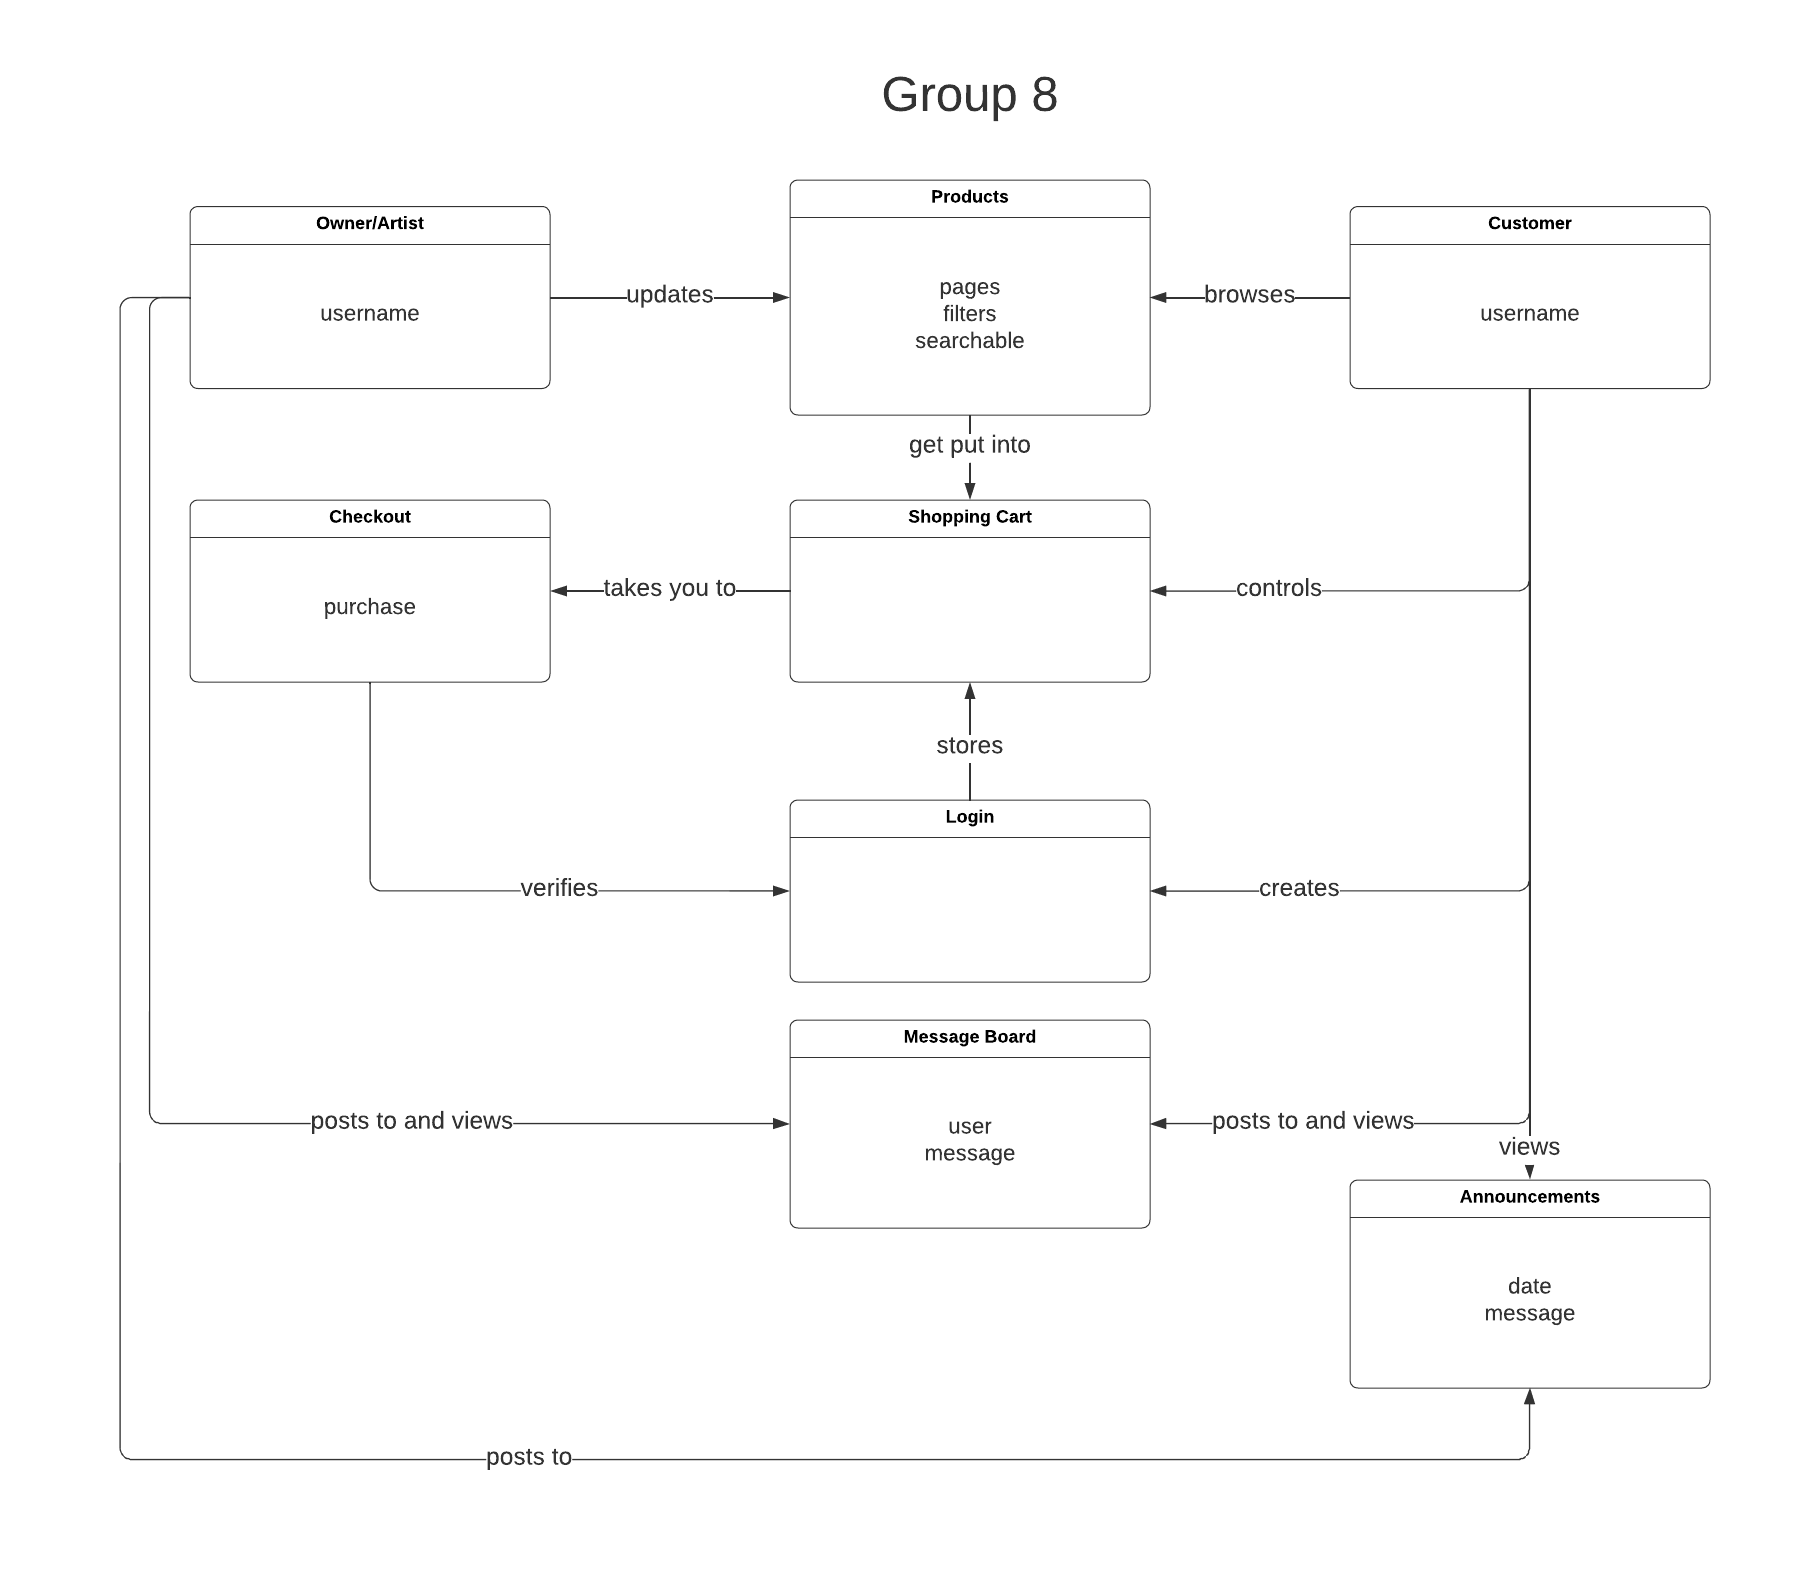 Group 8
Owner/Artist
username
updates
Products
pages
filters
searchable
browses
Customer
username
get put into
Checkout
purchase
takes you to
Shopping Cart
controls
stores
Login
verifies
creates
Message Board
user
message
posts to and views
posts to and views
views
Announcements
date
message
posts to